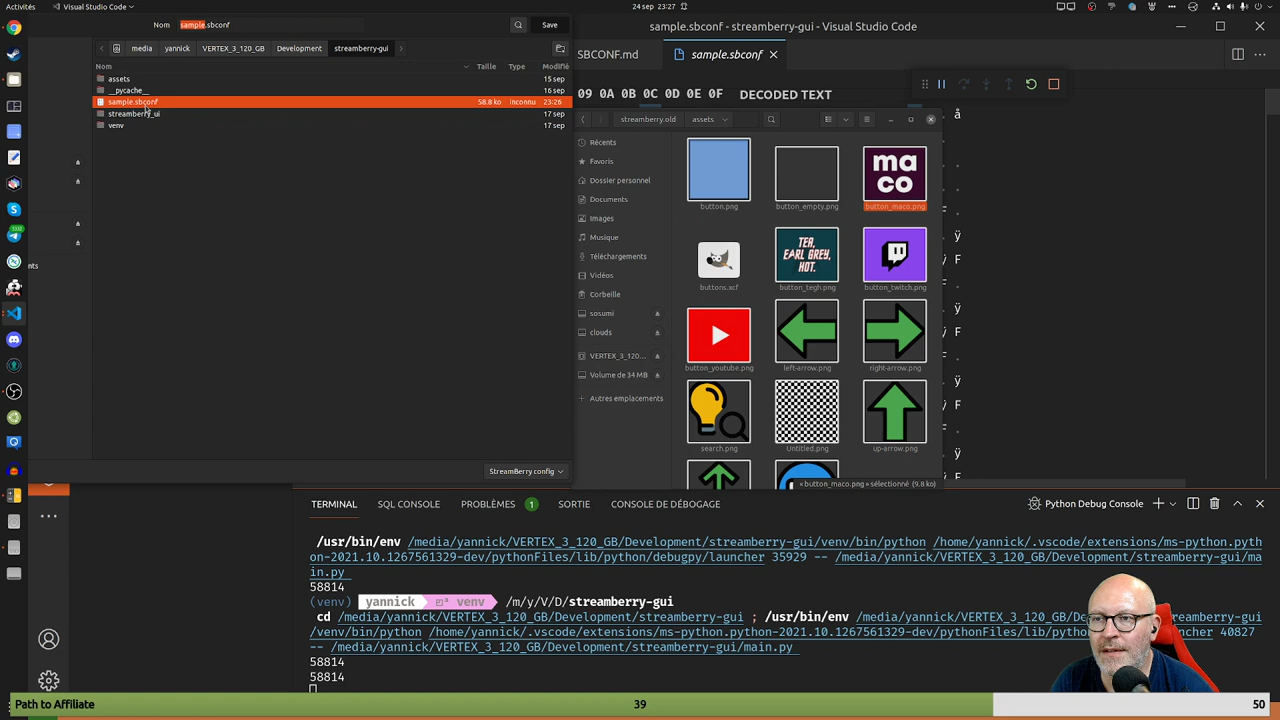 Activités
Visual Studio Code
24 sep 23:27
Nom
sample.sbconf
Save
sample.sbconf - streamberry-gui - Visual Studio Code
media
yannick
VERTEX_3_120_GB
Development
streamberry-gui
SBCONF.md
sample.sbconf
Nom
Taille
Type
Modifié
assets
15 sep
__pycache__
16 sep
sample.sbconf
58.8 ko
inconnu
23:26
streamberry_ui
17 sep
venv
17 sep
09 0A 0B 0C 0D 0E 0F
DECODED TEXT
streamberry.old
assets
Récents
Favoris
Dossier personnel
Documents
Images
Musique
Téléchargements
Vidéos
Corbeille
sosumi
clouds
VERTEX_3_120...
Volume de 34 MB
Autres emplacements
button.png
button_empty.png
maco
button_maco.png
buttons.xcf
TEA,
EARL GREY,
HOT.
button_tegh.png
button_twitch.png
button_youtube.png
left-arrow.png
right-arrow.png
search.png
Untitled.png
up-arrow.png
« button_maco.png » sélectionné (9.8 ko)
nts
StreamBerry config
TERMINAL
SQL CONSOLE
PROBLÈMES
1
SORTIE
CONSOLE DE DÉBOGAGE
Python Debug Console
/usr/bin/env /media/yannick/VERTEX_3_120_GB/Development/streamberry-gui/venv/bin/python /home/yannick/.vscode/extensions/ms-python.pyth
on-2021.10.1267561329-dev/pythonFiles/lib/python/debugpy/launcher 35929 -- /media/yannick/VERTEX_3_120_GB/Development/streamberry-gui/ma
in.py
58814
(venv) yannick venv /m/y/V/D/streamberry-gui
cd /media/yannick/VERTEX_3_120_GB/Development/streamberry-gui ; /usr/bin/env /media/yannick/VERTEX_3_120_GB/Development/streamberry-gui
/venv/bin/python /home/yannick/.vscode/extensions/ms-python.python-2021.10.1267561329-dev/pythonFiles/lib/pytho
ncher 40827
-- /media/yannick/VERTEX_3_120_GB/Development/streamberry-gui/main.py
58814
58814
Path to Affiliate
39
50